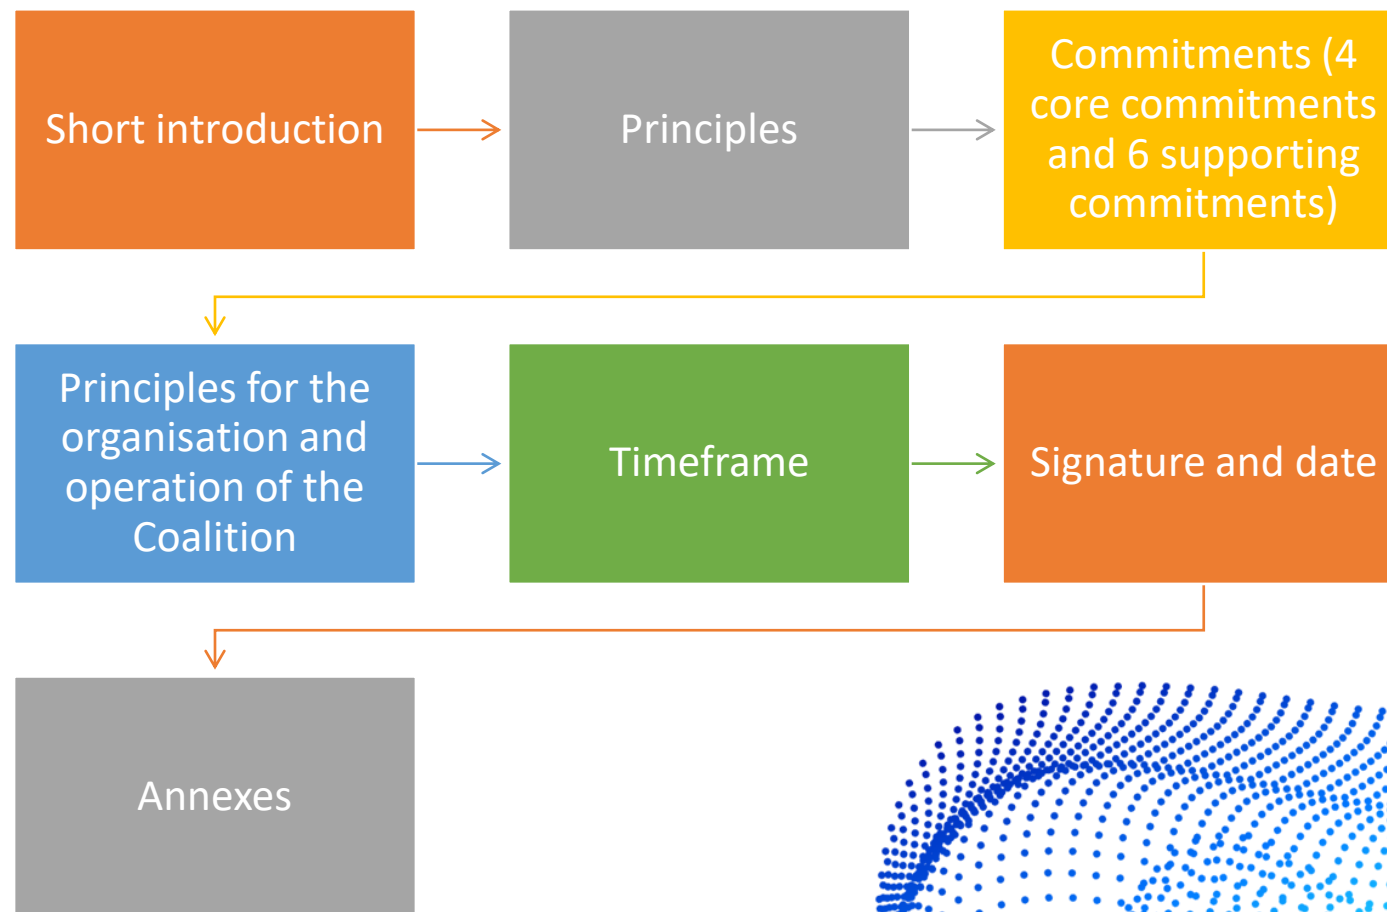 Short introduction
Principles
Commitments (4
core commitments
and 6 supporting
commitments)
Principles for the
organisation and
operation of the
Coalition
Timeframe
Signature and date
Annexes